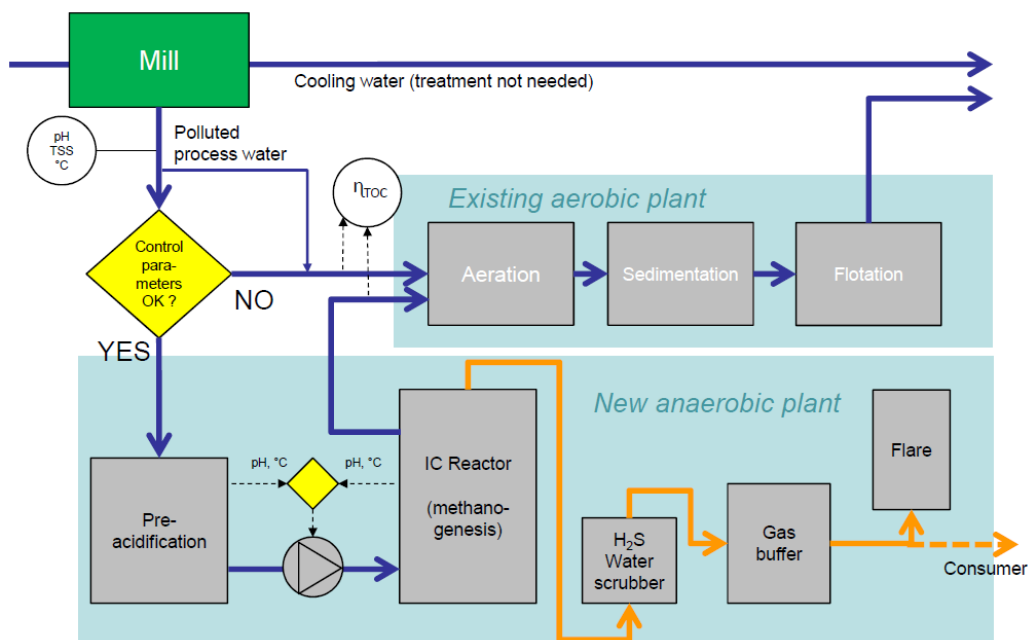 Mill
Cooling water (treatment not needed)
pH
TSS
°C
Polluted
process water
ηTOC
Existing aerobic plant
Control
para-
meters
OK ?
NO
YES
Aeration
Sedimentation
Flotation
New anaerobic plant
Pre-
acidification
pH, °C
pH, °C
IC Reactor
(methano-
genesis)
H₂S
Water
scrubber
Gas
buffer
Flare
Consumer